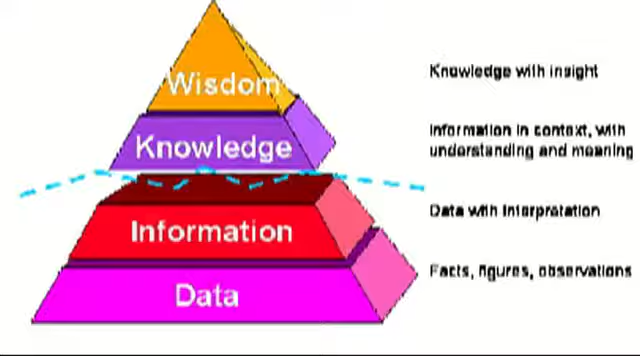 Wisdom
Knowledge with insight
Knowledge
Information in context, with
understanding and meaning
Information
Data with Interpretation
Data
Facts, figures, observations